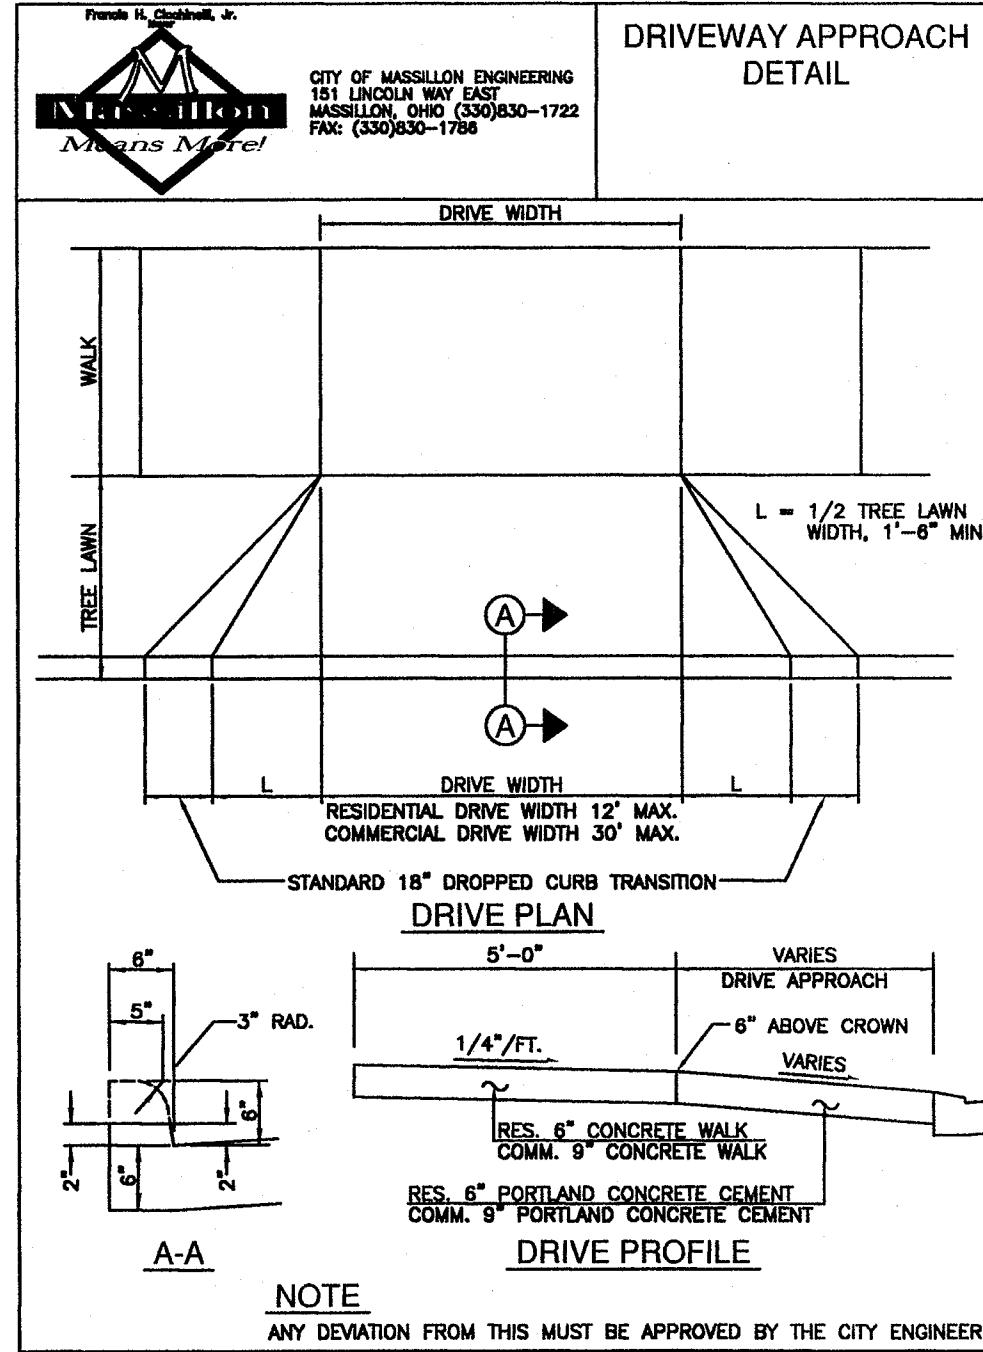 Francis H. Cicchinelli, Jr.
Mayor
Massillon
Means More!
CITY OF MASSILLON ENGINEERING
151 LINCOLN WAY EAST
MASSILLON, OHIO (330)830-1722
FAX: (330)830-1786
DRIVEWAY APPROACH
DETAIL
DRIVE WIDTH
WALK
TREE LAWN
L = 1/2 TREE LAWN
WIDTH, 1'-6" MIN
A
A
L
DRIVE WIDTH
L
RESIDENTIAL DRIVE WIDTH 12' MAX.
COMMERCIAL DRIVE WIDTH 30' MAX.
STANDARD 18" DROPPED CURB TRANSITION
DRIVE PLAN
6"
5"
3" RAD.
6"
2"
6"
2"
A-A
5'-0"
VARIES
DRIVE APPROACH
6" ABOVE CROWN
1/4"/FT.
VARIES
RES. 6" CONCRETE WALK
COMM. 9" CONCRETE WALK
RES. 6" PORTLAND CONCRETE CEMENT
COMM. 9" PORTLAND CONCRETE CEMENT
DRIVE PROFILE
NOTE
ANY DEVIATION FROM THIS MUST BE APPROVED BY THE CITY ENGINEER